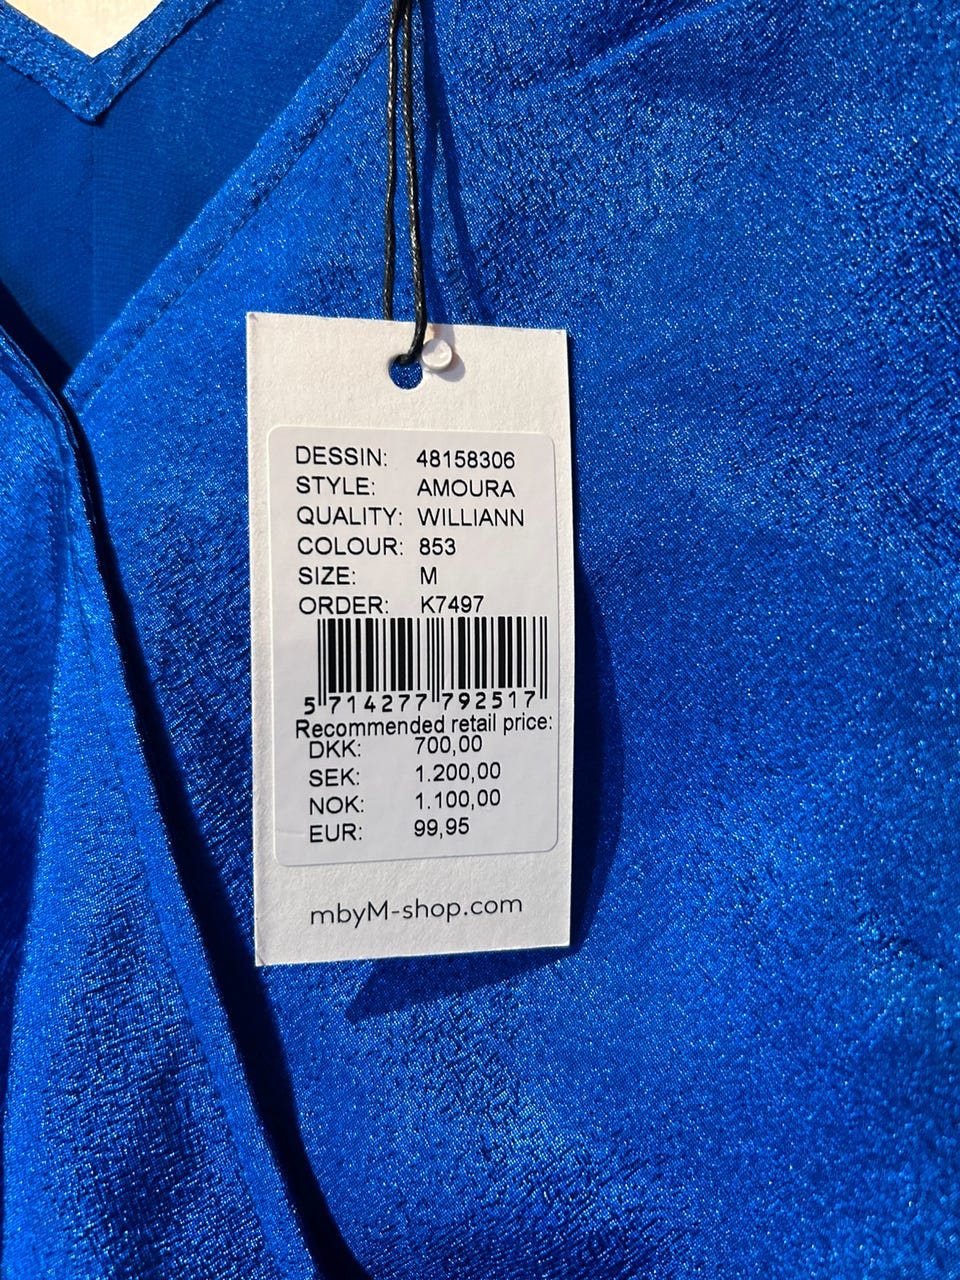 DESSIN: 48158306
STYLE: AMOURA
QUALITY: WILLIANN
COLOUR: 853
SIZE: M
ORDER: K7497
5 714277 792517
Recommended retail price:
DKK: 700,00
SEK: 1.200,00
NOK: 1.100,00
EUR: 99,95
mbyM-shop.com